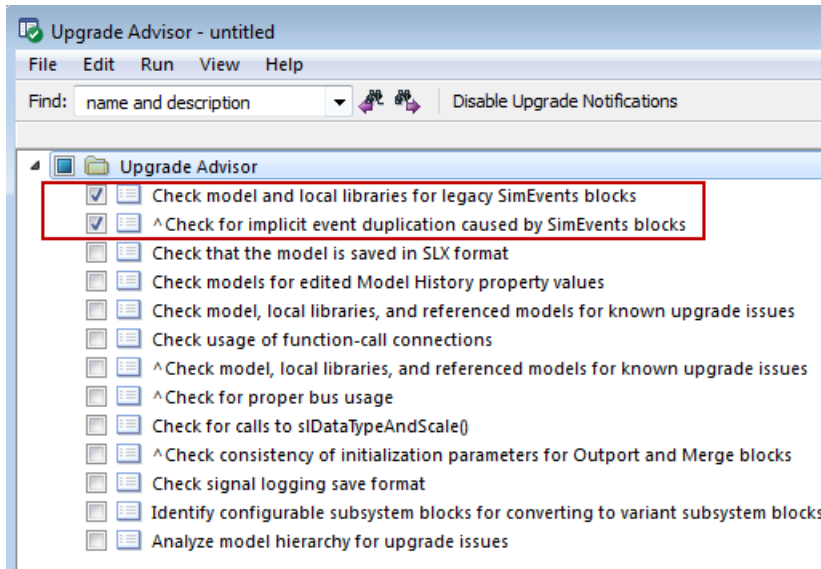 Upgrade Advisor - untitled
File Edit Run View Help
Find: name and description Disable Upgrade Notifications
Upgrade Advisor
Check model and local libraries for legacy SimEvents blocks
^Check for implicit event duplication caused by SimEvents blocks
Check that the model is saved in SLX format
Check models for edited Model History property values
Check model, local libraries, and referenced models for known upgrade issues
Check usage of function-call connections
^Check model, local libraries, and referenced models for known upgrade issues
^Check for proper bus usage
Check for calls to slDataTypeAndScale()
^Check consistency of initialization parameters for Outport and Merge blocks
Check signal logging save format
Identify configurable subsystem blocks for converting to variant subsystem blocks
Analyze model hierarchy for upgrade issues